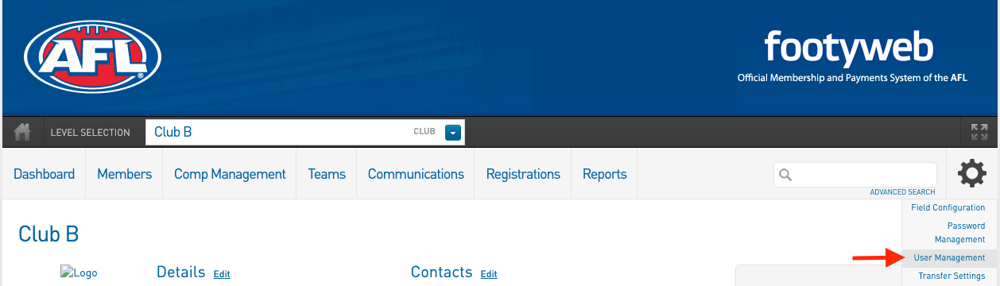 AFL
®
footyweb
Official Membership and Payments System of the AFL
LEVEL SELECTION Club B CLUB
Dashboard Members Comp Management Teams Communications Registrations Reports
ADVANCED SEARCH
Field Configuration
Password
Management
User Management
Transfer Settings
Club B
Logo Details Edit Contacts Edit